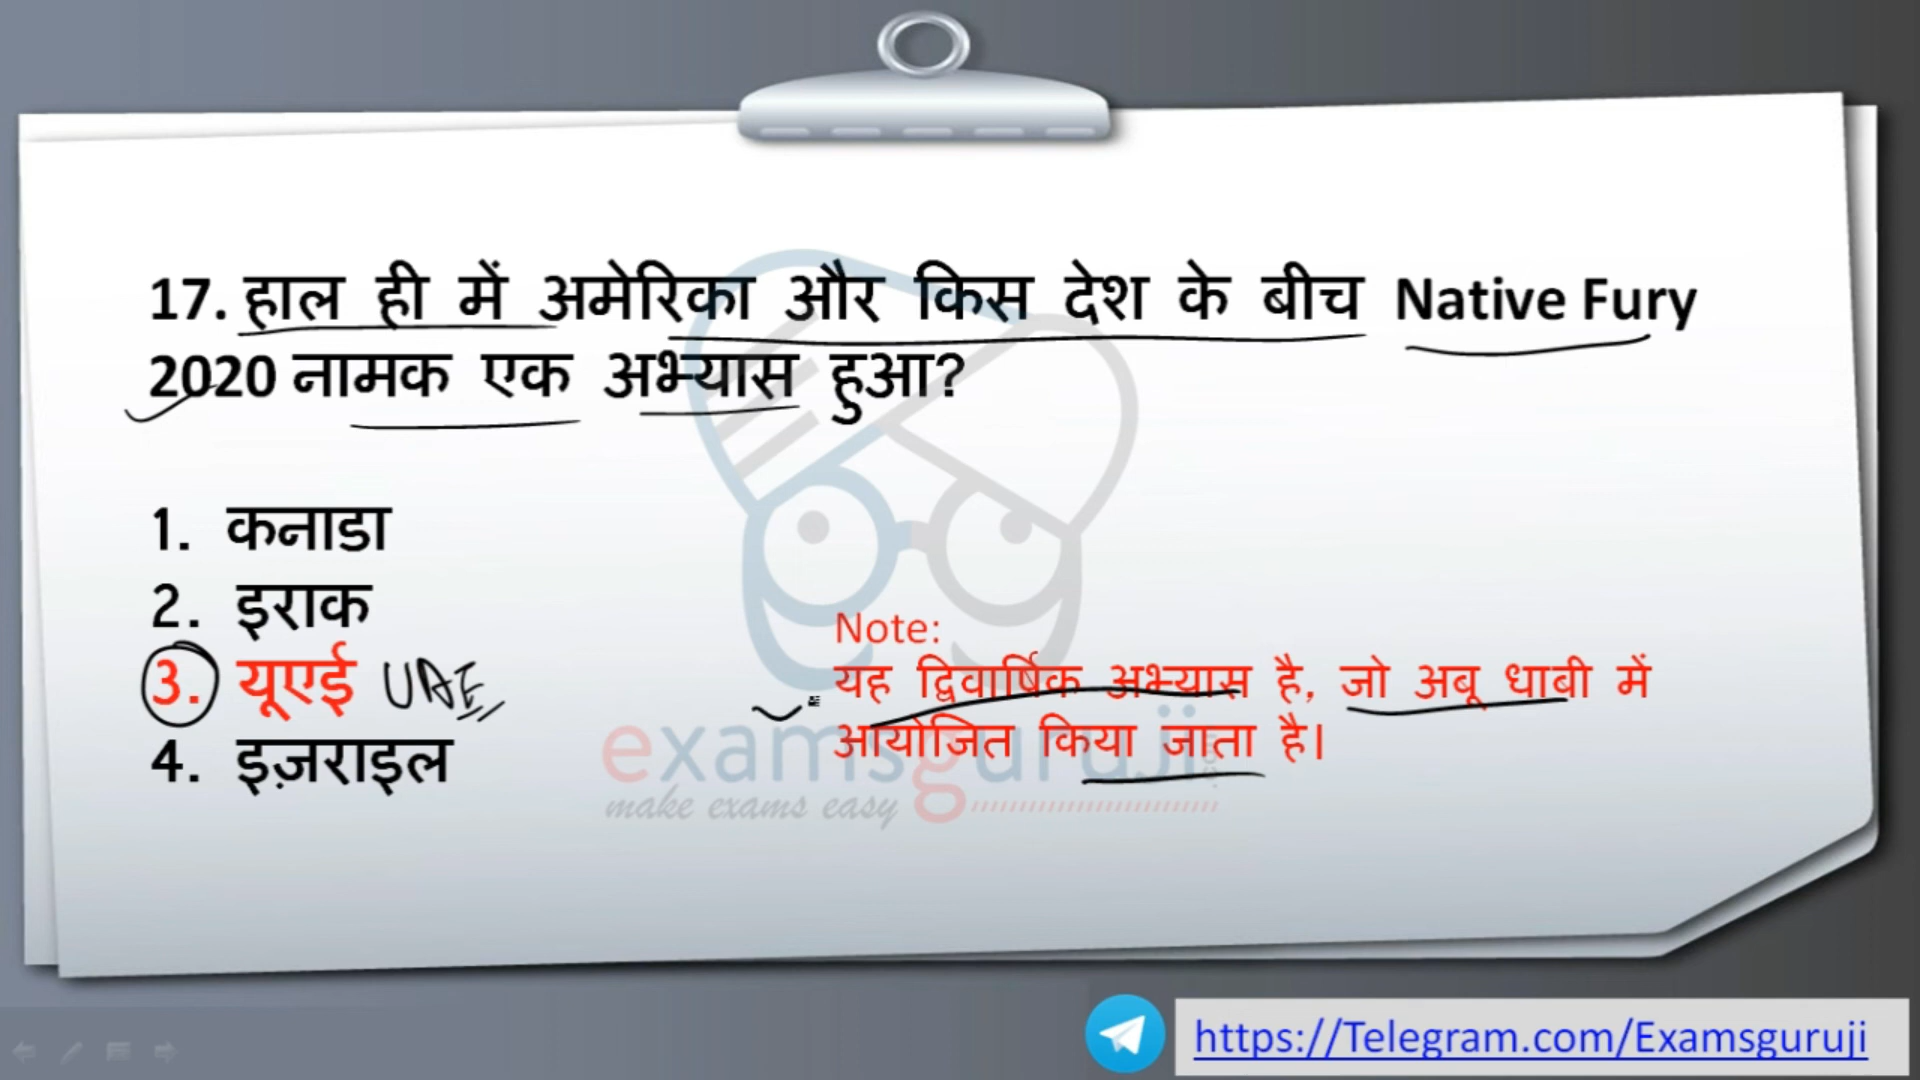 17. हाल ही में अमेरिका और किस देश के बीच Native Fury
2020 नामक एक अभ्यास हुआ?
1. कनाडा
2. इराक
3. यूएई UAE
4. इज़राइल
Note:
यह द्विवार्षिक अभ्यास है, जो अबू धाबी में
आयोजित किया जाता है।
examsguruji
make exams easy
https://Telegram.com/Examsguruji